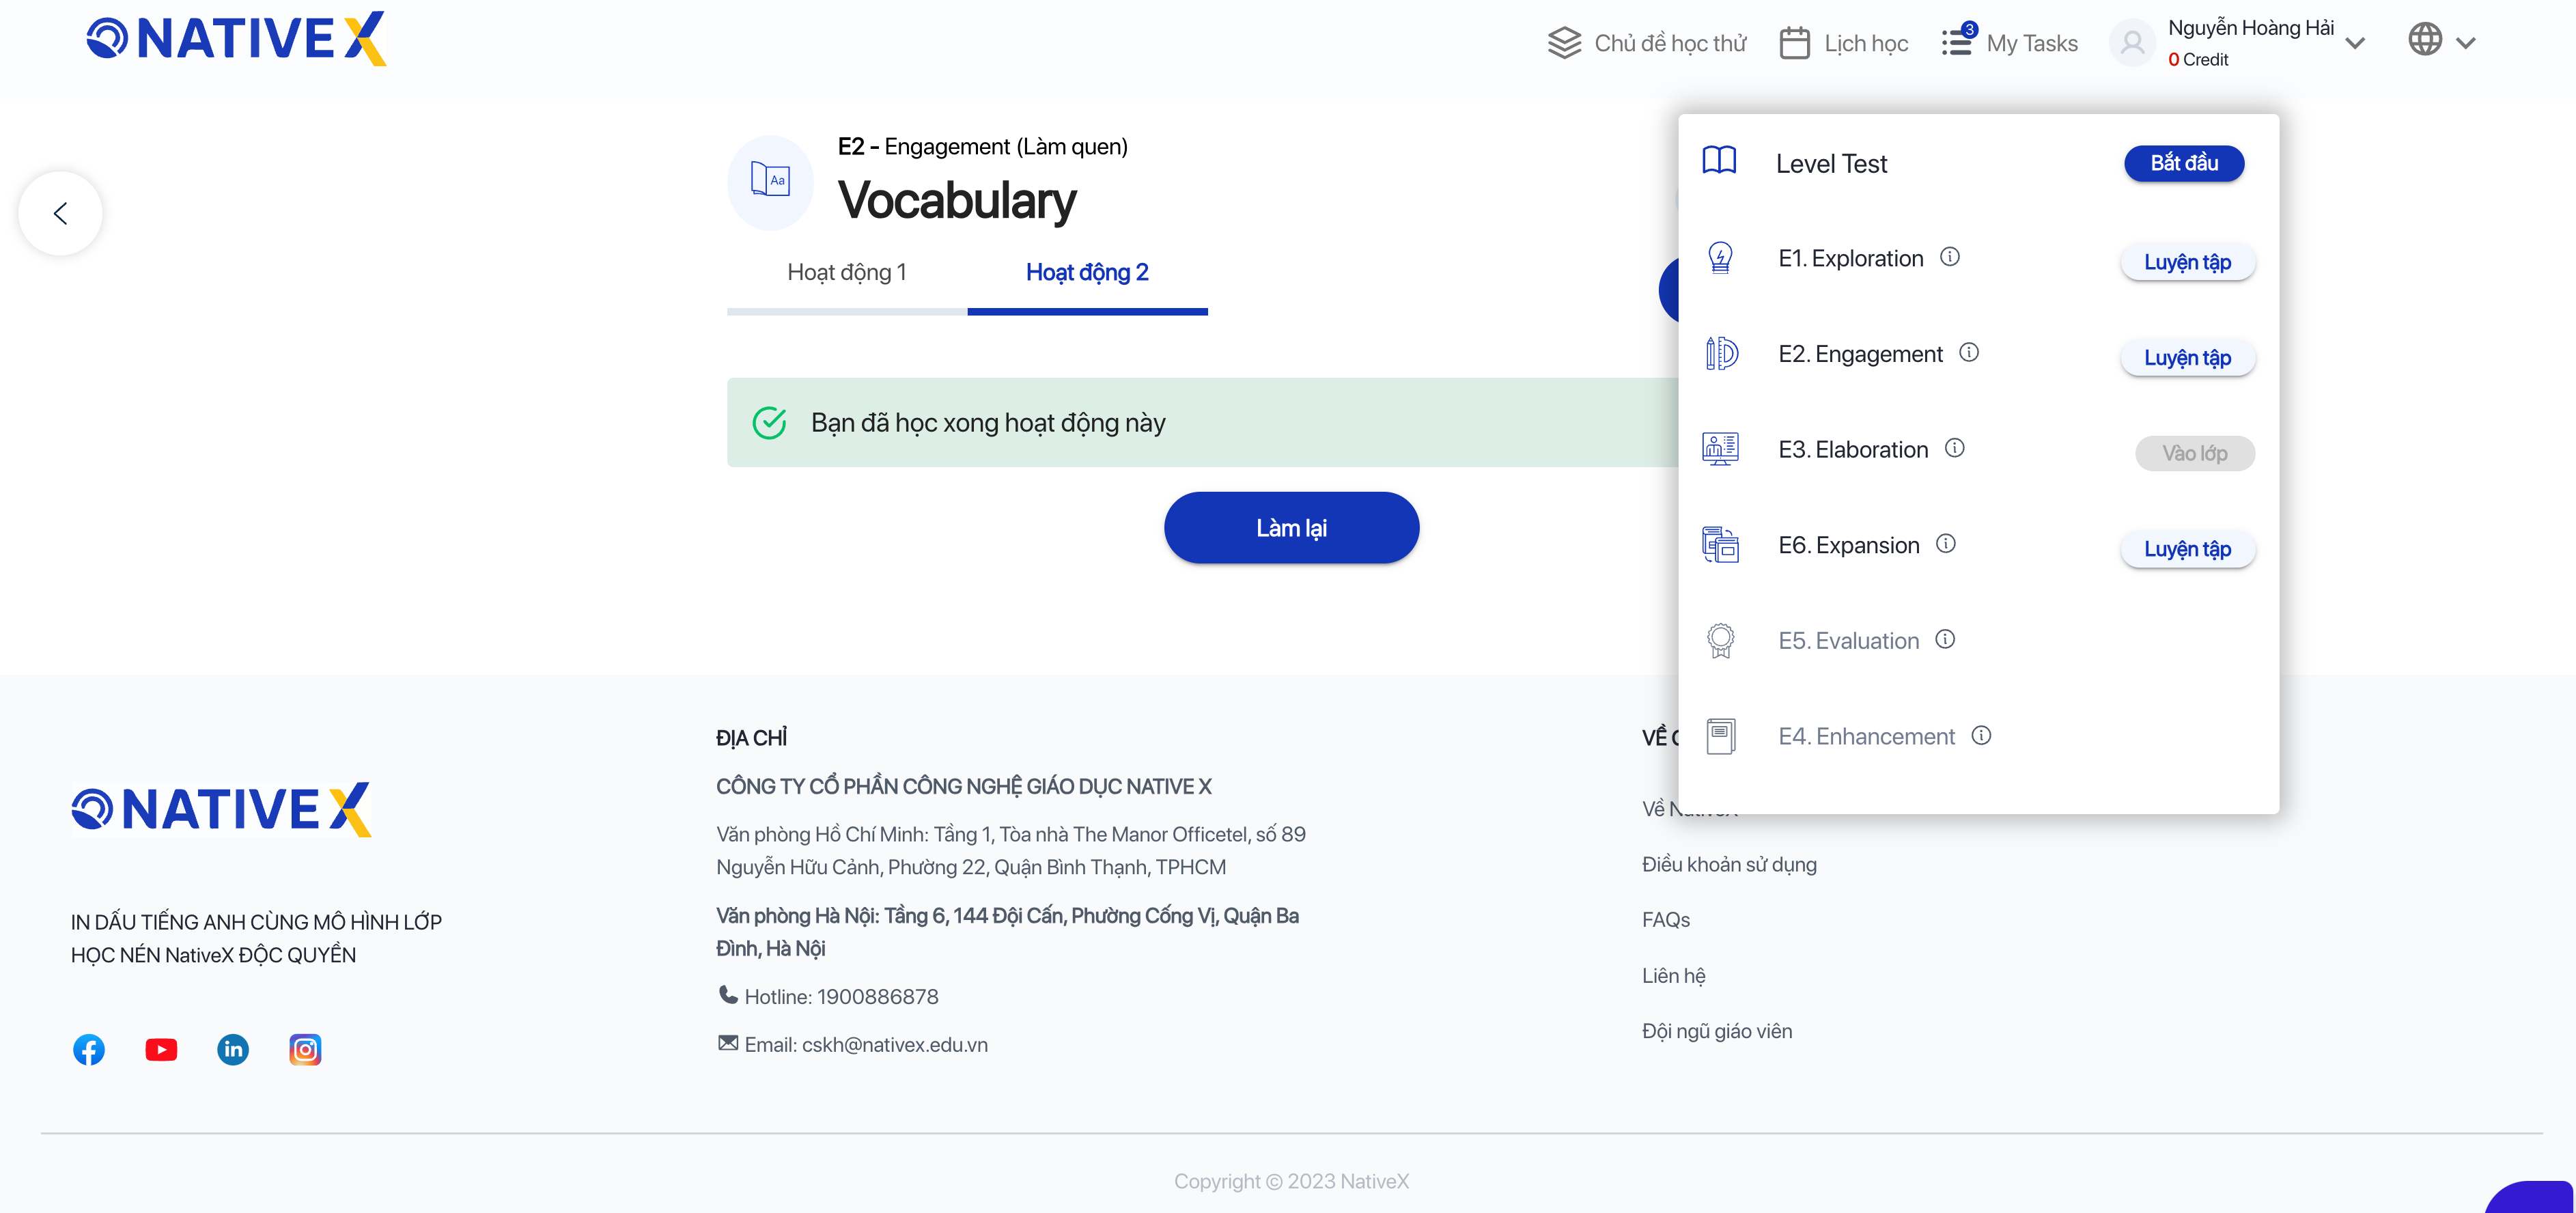 NATIVEX
Chủ đề học thử
Lịch học
3
My Tasks
Nguyễn Hoàng Hải
0 Credit
E2 - Engagement (Làm quen)
Aa
Vocabulary
Hoạt động 1
Hoạt động 2
Bạn đã học xong hoạt động này
Làm lại
Level Test
Bắt đầu
E1. Exploration
Luyện tập
E2. Engagement
Luyện tập
E3. Elaboration
Vào lớp
E6. Expansion
Luyện tập
E5. Evaluation
E4. Enhancement
NATIVEX
IN DẤU TIẾNG ANH CÙNG MÔ HÌNH LỚP
HỌC NÉN NativeX ĐỘC QUYỀN
ĐỊA CHỈ
CÔNG TY CỔ PHẦN CÔNG NGHỆ GIÁO DỤC NATIVE X
Văn phòng Hồ Chí Minh: Tầng 1, Tòa nhà The Manor Officetel, số 89
Nguyễn Hữu Cảnh, Phường 22, Quận Bình Thạnh, TPHCM
Văn phòng Hà Nội: Tầng 6, 144 Đội Cấn, Phường Cống Vị, Quận Ba
Đình, Hà Nội
Hotline: 1900886878
Email: cskh@nativex.edu.vn
VỀ
Về NativeX
Điều khoản sử dụng
FAQs
Liên hệ
Đội ngũ giáo viên
Copyright © 2023 NativeX